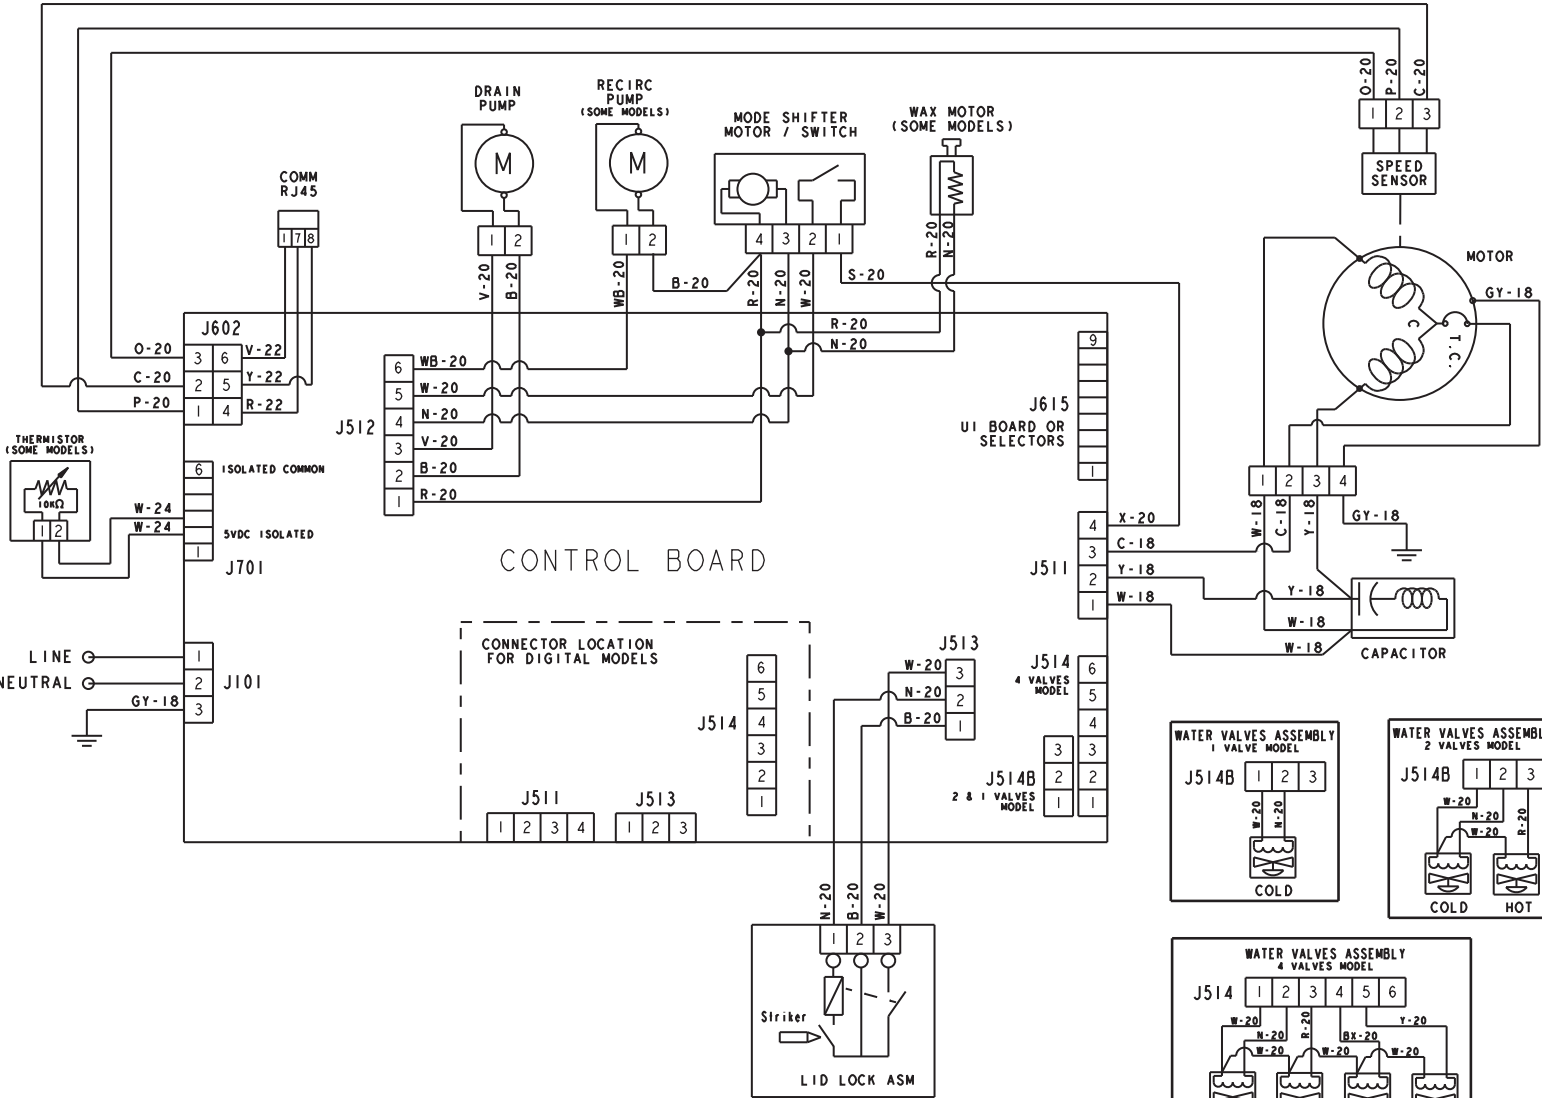 O-20
P-20
C-20
1 2 3
SPEED
SENSOR
DRAIN
PUMP
M
1 2
V-20
B-20
RECIRC
PUMP
(SOME MODELS)
M
1 2
WB-20
B-20
MODE SHIFTER
MOTOR / SWITCH
4 3 2 1
R-20
N-20
W-20
S-20
WAX MOTOR
(SOME MODELS)
R-20
N-20
R-20
N-20
COMM
RJ45
1 7 8
MOTOR
GY-18
C
T.C.
J602
O-20 3 6 V-22
C-20 2 5 Y-22
P-20 1 4 R-22
J512
6 WB-20
5 W-20
4 N-20
3 V-20
2 B-20
1 R-20
9
J615
UI BOARD OR
SELECTORS
1
THERMISTOR
(SOME MODELS)
10KΩ
1 2
W-24
W-24
6 ISOLATED COMMON
5VDC ISOLATED
1
J701
CONTROL BOARD
1 2 3 4
W-18
C-18
Y-18
GY-18
J511
4 X-20
3 C-18
2 Y-18
1 W-18
Y-18
W-18
W-18
CAPACITOR
LINE 1
NEUTRAL 2 J101
GY-18 3
CONNECTOR LOCATION
FOR DIGITAL MODELS
J514
6
5
4
3
2
1
J511
1 2 3 4
J513
1 2 3
J513
W-20 3
N-20 2
B-20 1
J514
4 VALVES
MODEL
6
5
4
3
2
1
J514B
2 & 1 VALVES
MODEL
3
2
1
WATER VALVES ASSEMBLY
1 VALVE MODEL
J514B 1 2 3
W-20
N-20
COLD
WATER VALVES ASSEMBL
2 VALVES MODEL
J514B 1 2 3
W-20
N-20
W-20
R-20
COLD HOT
N-20
B-20
W-20
1 2 3
Striker
LID LOCK ASM
WATER VALVES ASSEMBLY
4 VALVES MODEL
J514 1 2 3 4 5 6
W-20
N-20
R-20
BX-20
Y-20
W-20
W-20
W-20